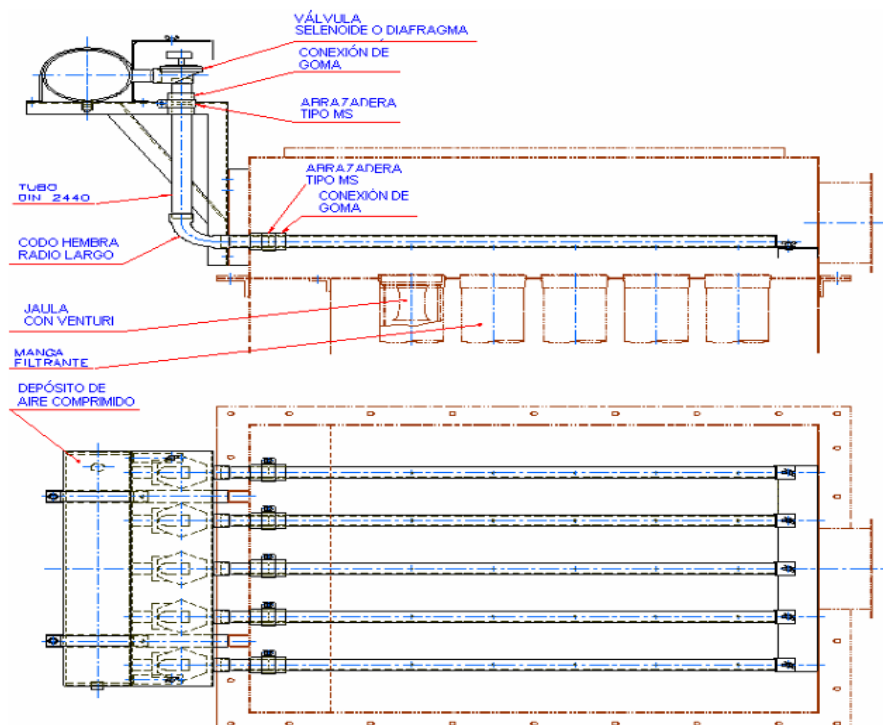 VÁLVULA
SELENOIDE O DIAFRAGMA
CONEXIÓN DE
GOMA
ABRAZADERA
TIPO MS
ABRAZADERA
TIPO MS
CONEXIÓN DE
GOMA
TUBO
DIN 2440
CODO HEMBRA
RADIO LARGO
JAULA
CON VENTURI
MANGA
FILTRANTE
DEPÓSITO DE
AIRE COMPRIMIDO